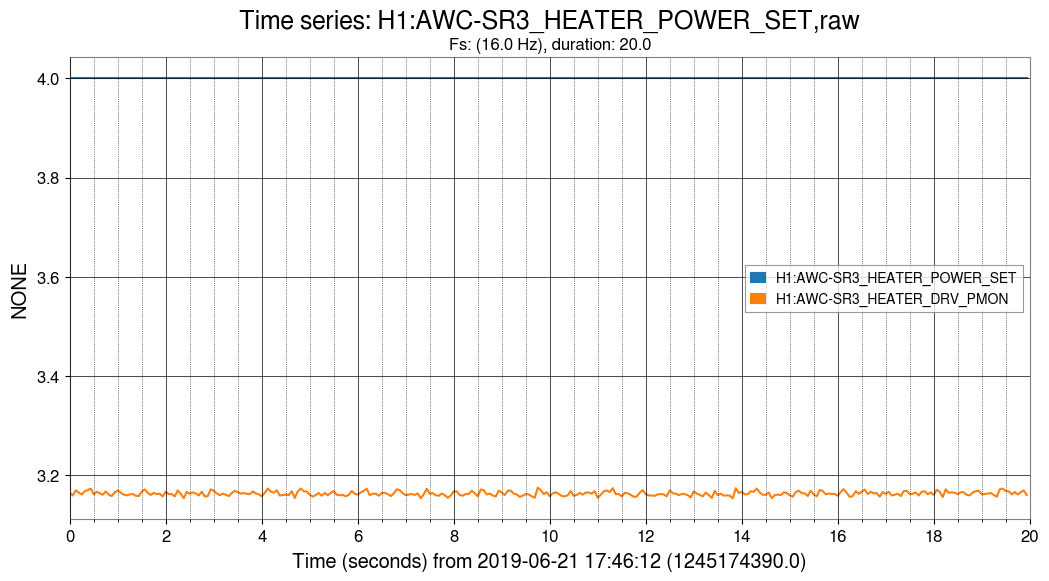 Time series: H1:AWC-SR3_HEATER_POWER_SET,raw
Fs: (16.0 Hz), duration: 20.0
4.0
3.8
3.6
3.4
3.2
NONE
H1:AWC-SR3_HEATER_POWER_SET
H1:AWC-SR3_HEATER_DRV_PMON
0 2 4 6 8 10 12 14 16 18 20
Time (seconds) from 2019-06-21 17:46:12 (1245174390.0)